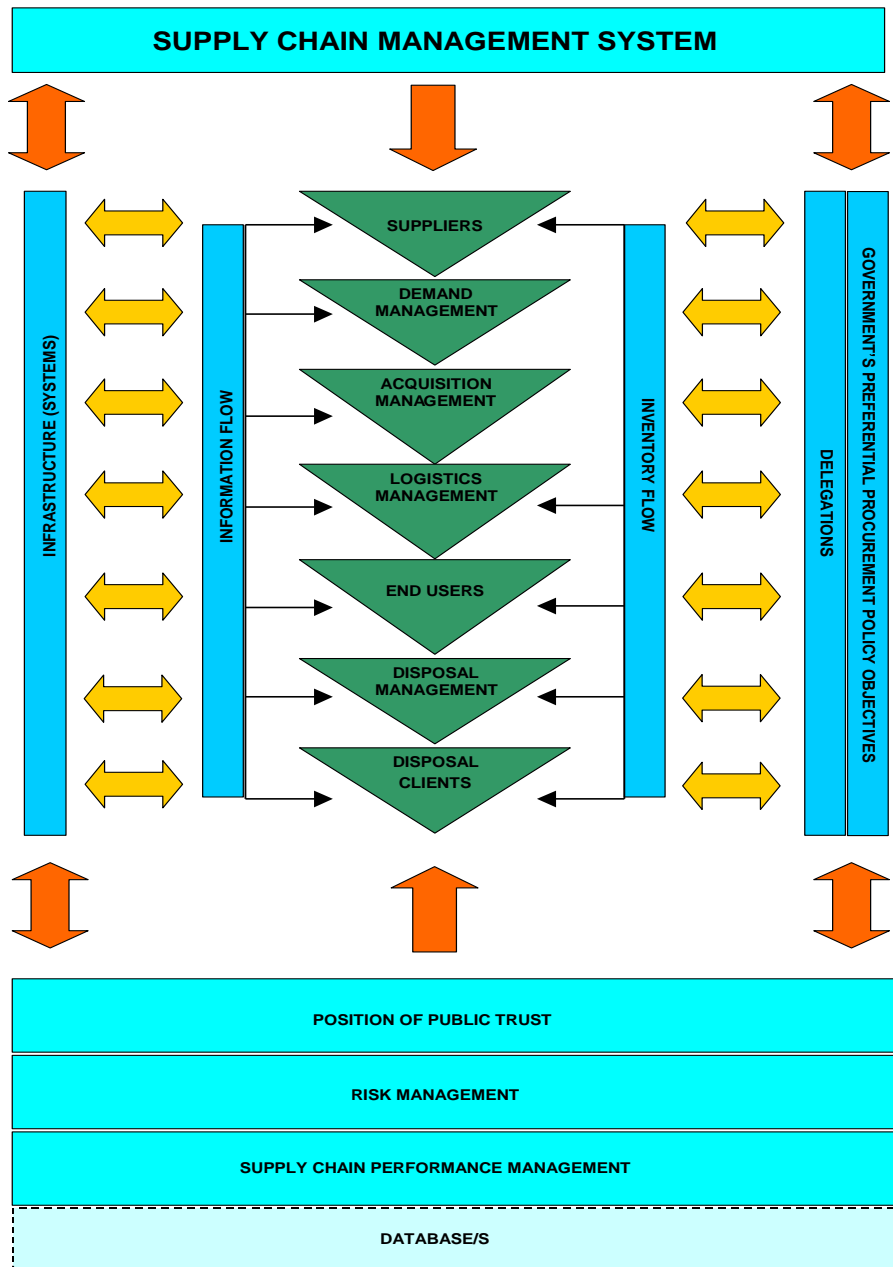 SUPPLY CHAIN MANAGEMENT SYSTEM
INFRASTRUCTURE (SYSTEMS)
INFORMATION FLOW
SUPPLIERS
DEMAND
MANAGEMENT
ACQUISITION
MANAGEMENT
LOGISTICS
MANAGEMENT
END USERS
DISPOSAL
MANAGEMENT
DISPOSAL
CLIENTS
INVENTORY FLOW
DELEGATIONS
GOVERNMENT'S PREFERENTIAL PROCUREMENT POLICY OBJECTIVES
POSITION OF PUBLIC TRUST
RISK MANAGEMENT
SUPPLY CHAIN PERFORMANCE MANAGEMENT
DATABASE/S